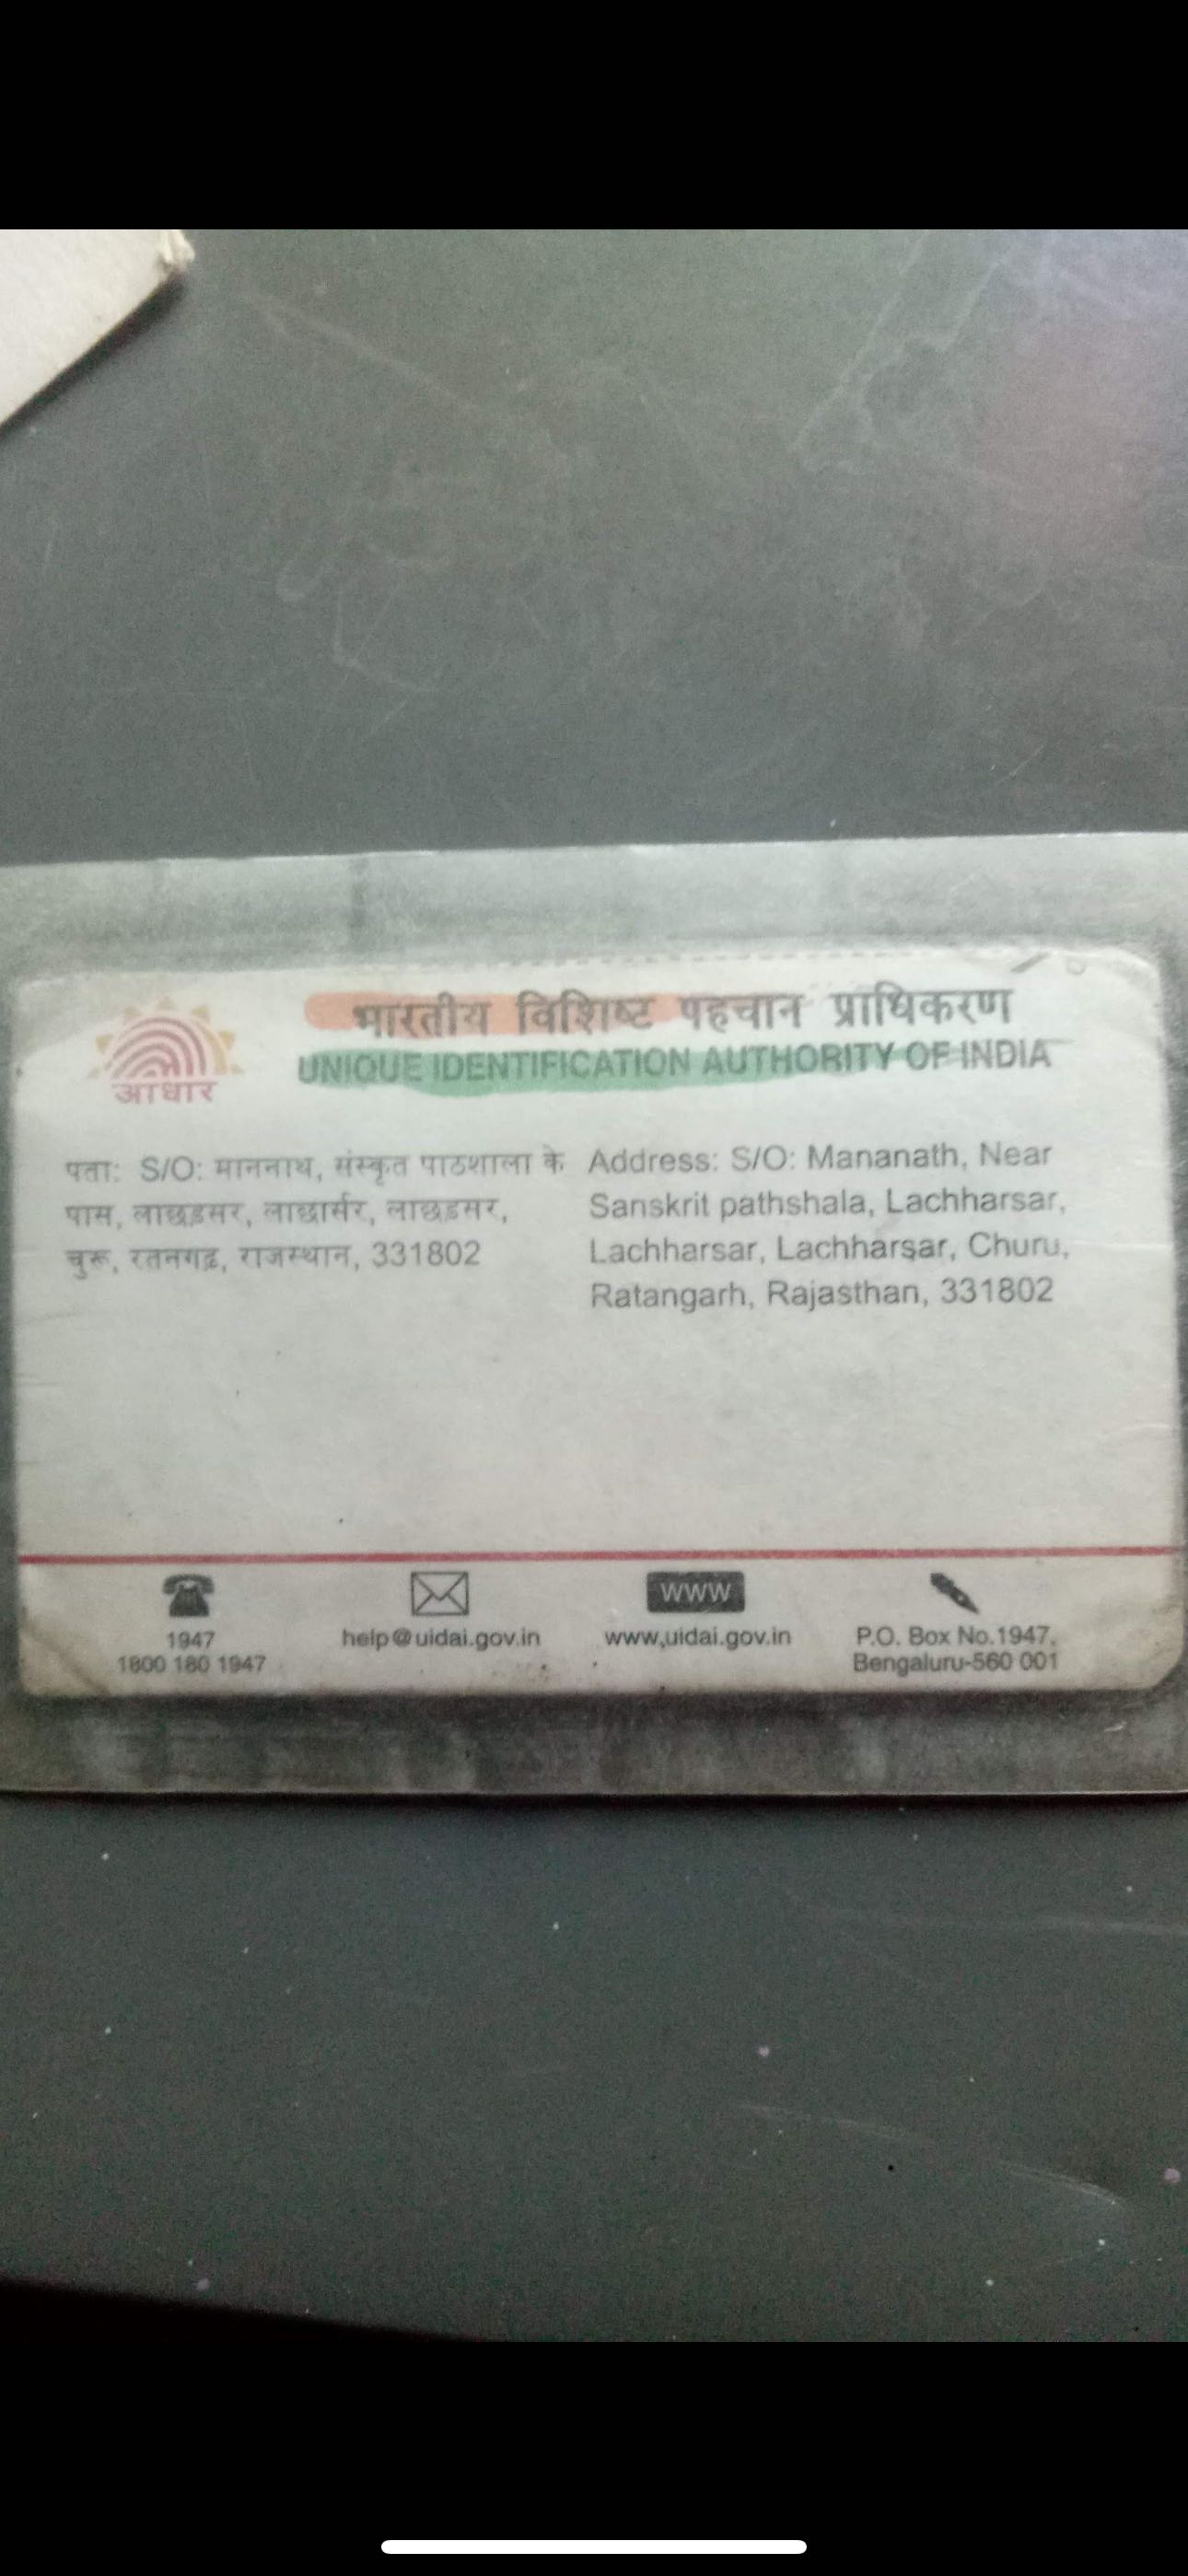 भारतीय विशिष्ट पहचान प्राधिकरण
UNIQUE IDENTIFICATION AUTHORITY OF INDIA
आधार
पता: S/O: माननाथ, संस्कृत पाठशाला के
पास, लाछड़सर, लाछार्सर, लाछड़सर,
चुरू, रतनगढ़, राजस्थान, 331802
Address: S/O: Mananath, Near
Sanskrit pathshala, Lachharsar,
Lachharsar, Lachharsar, Churu,
Ratangarh, Rajasthan, 331802
1947
1800 180 1947
help@uidai.gov.in
WWW
www.uidai.gov.in
P.O. Box No.1947,
Bengaluru-560 001